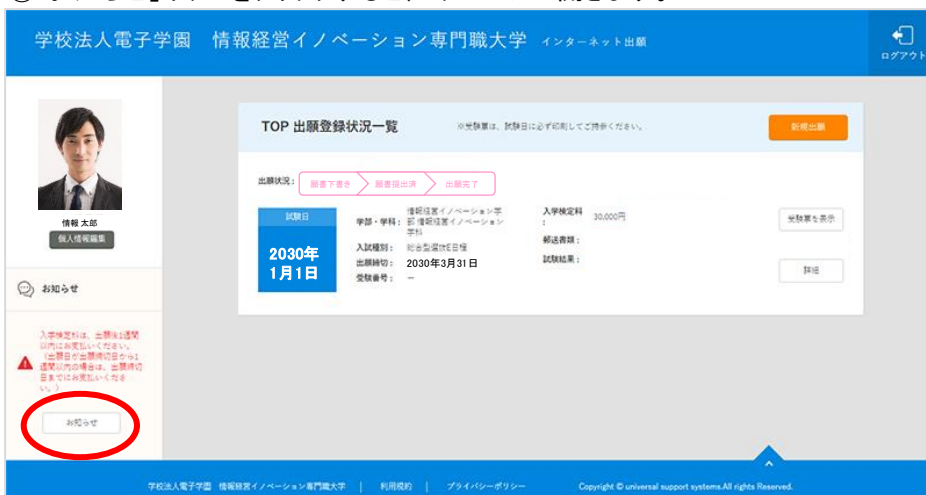 学校法人電子学園　情報経営イノベーション専門職大学 インターネット出願
ログアウト
情報 太郎
個人情報編集
お知らせ
入学検定料は、出願後1週間
以内にお支払いください。
（出願日が出願締切日から1
週間以内の場合は、出願締切
日までにお支払いくださ
い。）
お知らせ
TOP 出願登録状況一覧
※受験票は、試験日に必ず印刷してご持参ください。
新規出願
出願状況：
願書下書き
願書提出済
出願完了
試験日
2030年
1月1日
学部・学科：
情報経営イノベーション学
部 情報経営イノベーション
学科
入試種別： 総合型選抜E日程
出願締切： 2030年3月31日
受験番号： －
入学検定料
： 30,000円
郵送書類：
試験結果：
受験票を表示
詳細
学校法人電子学園 情報経営イノベーション専門職大学 | 利用規約 | プライバシーポリシー Copyright © universal support systems.All rights Reserved.